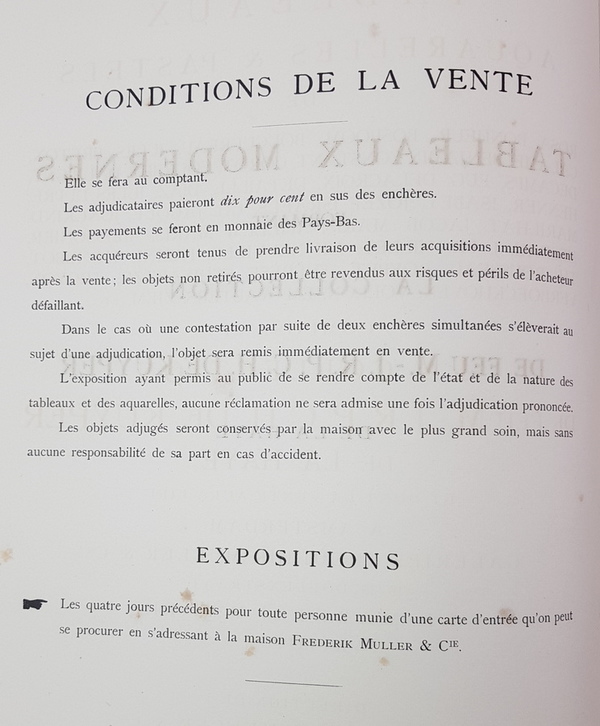 CONDITIONS DE LA VENTE
Elle se fera au comptant.
Les adjudicataires paieront dix pour cent en sus des enchères.
Les payements se feront en monnaie des Pays-Bas.
Les acquéreurs seront tenus de prendre livraison de leurs acquisitions immédiatement
après la vente; les objets non retirés pourront être revendus aux risques et périls de l'acheteur
défaillant.
Dans le cas où une contestation par suite de deux enchères simultanées s'élèverait au
sujet d'une adjudication, l'objet sera remis immédiatement en vente.
L'exposition ayant permis au public de se rendre compte de l'état et de la nature des
tableaux et des aquarelles, aucune réclamation ne sera admise une fois l'adjudication prononcée.
Les objets adjugés seront conservés par la maison avec le plus grand soin, mais sans
aucune responsabilité de sa part en cas d'accident.
EXPOSITIONS
Les quatre jours précédents pour toute personne munie d'une carte d'entrée qu'on peut
se procurer en s'adressant à la maison FREDERIK MULLER & CIE.